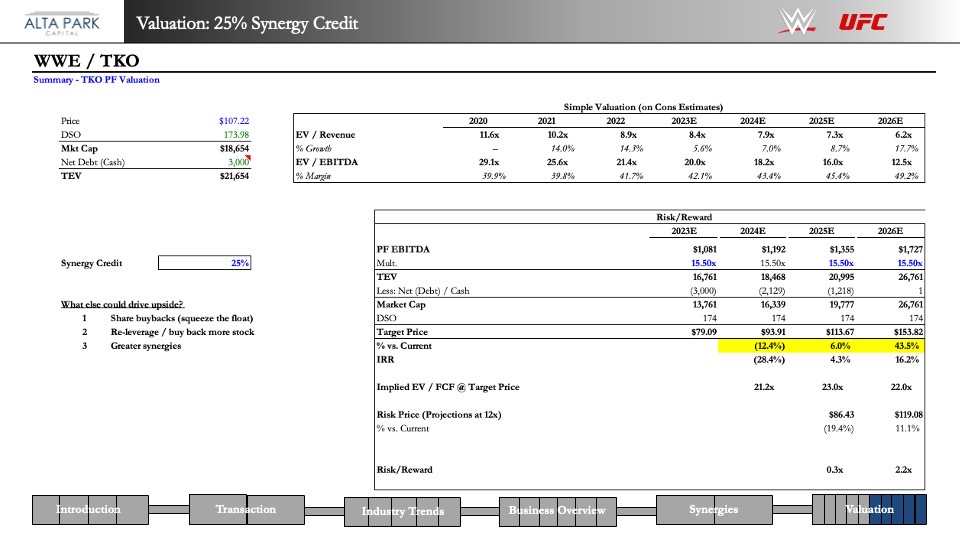 ALTA PARK
CAPITAL
Valuation: 25% Synergy Credit
W
UFC
WWE / TKO
Summary - TKO PF Valuation
Simple Valuation (on Cons Estimates)
2020 2021 2022 2023E 2024E 2025E 2026E
Price $107.22
DSO 173.98
Mkt Cap $18,654
Net Debt (Cash) 3,000
TEV $21,654
EV / Revenue 11.6x 10.2x 8.9x 8.4x 7.9x 7.3x 6.2x
% Growth – 14.0% 14.3% 5.6% 7.0% 8.7% 17.7%
EV / EBITDA 29.1x 25.6x 21.4x 20.0x 18.2x 16.0x 12.5x
% Margin 39.9% 39.8% 41.7% 42.1% 43.4% 45.4% 49.2%
Risk/Reward
2023E 2024E 2025E 2026E
PF EBITDA $1,081 $1,192 $1,355 $1,727
Mult. 15.50x 15.50x 15.50x 15.50x
TEV 16,761 18,468 20,995 26,761
Less: Net (Debt) / Cash (3,000) (2,129) (1,218) 1
Market Cap 13,761 16,339 19,777 26,761
DSO 174 174 174 174
Target Price $79.09 $93.91 $113.67 $153.82
% vs. Current (12.4%) 6.0% 43.5%
IRR (28.4%) 4.3% 16.2%
Implied EV / FCF @ Target Price 21.2x 23.0x 22.0x
Risk Price (Projections at 12x) $86.43 $119.08
% vs. Current (19.4%) 11.1%
Risk/Reward 0.3x 2.2x
Synergy Credit 25%
What else could drive upside?
1 Share buybacks (squeeze the float)
2 Re-leverage / buy back more stock
3 Greater synergies
Introduction
Transaction
Industry Trends
Business Overview
Synergies
Valuation